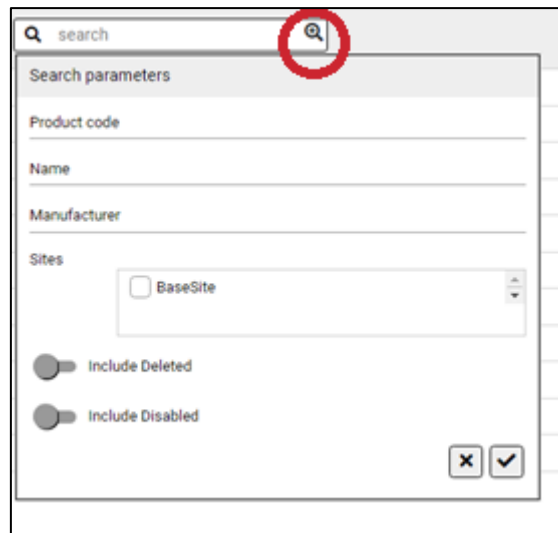 search
Search parameters
Product code
Name
Manufacturer
Sites
BaseSite
Include Deleted
Include Disabled